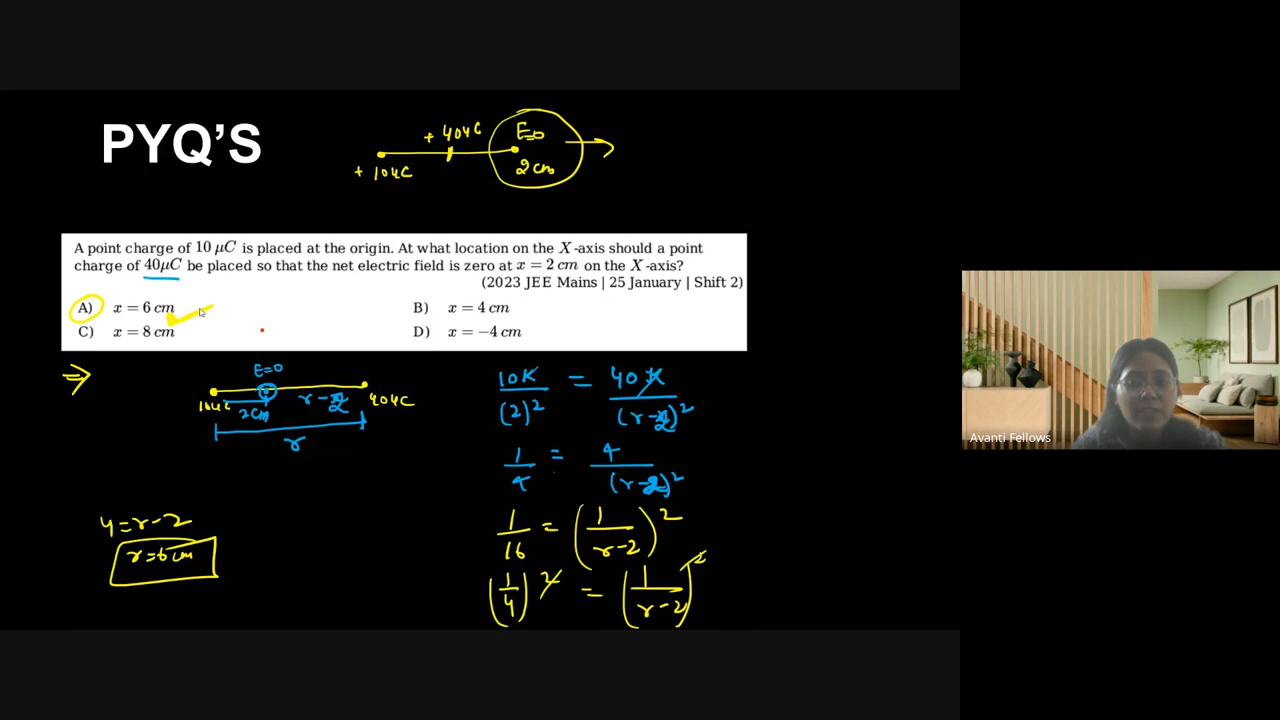 PYQ'S
+ 10μC
+ 40μC
E=0
2 cm
A point charge of 10 μC is placed at the origin. At what location on the X-axis should a point
charge of 40μC be placed so that the net electric field is zero at x = 2 cm on the X-axis?
(2023 JEE Mains | 25 January | Shift 2)
A) x = 6 cm
B) x = 4 cm
C) x = 8 cm
D) x = −4 cm
⇒
E=0
10μC
2cm
r-2
40μC
r
10K/(2)² = 40K/(r-2)²
1/4 = 4/(r-2)²
1/16 = (1/r-2)²
(1/4)² = (1/r-2)²
4=r-2
r=6cm
Avanti Fellows